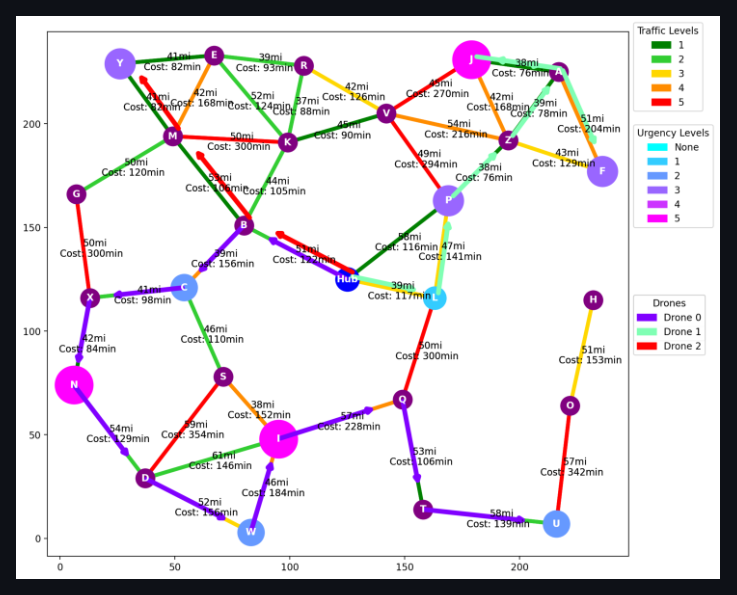 Y
41mi
Cost: 82min
E
39mi
Cost: 93min
R
45mi
Cost: 270min
J
38mi
Cost: 76min
A
41mi
Cost: 82min
42mi
Cost: 168min
52mi
Cost: 124min
37mi
Cost: 88min
42mi
Cost: 126min
V
42mi
Cost: 168min
39mi
Cost: 78min
51mi
Cost: 204min
M
50mi
Cost: 300min
K
45mi
Cost: 90min
54mi
Cost: 216min
Z
43mi
Cost: 129min
F
50mi
Cost: 120min
53mi
Cost: 106min
44mi
Cost: 105min
49mi
Cost: 294min
38mi
Cost: 76min
G
P
B
50mi
Cost: 300min
39mi
Cost: 156min
51mi
Cost: 122min
58mi
Cost: 116min
47mi
Cost: 141min
X
41mi
Cost: 98min
C
Hub
39mi
Cost: 117min
L
H
42mi
Cost: 84min
46mi
Cost: 110min
50mi
Cost: 300min
51mi
Cost: 153min
N
S
38mi
Cost: 152min
57mi
Cost: 228min
Q
O
54mi
Cost: 129min
59mi
Cost: 354min
I
61mi
Cost: 146min
53mi
Cost: 106min
57mi
Cost: 342min
D
52mi
Cost: 156min
46mi
Cost: 184min
W
T
58mi
Cost: 139min
U
200
150
100
50
0
0
50
100
150
200
Traffic Levels
1
2
3
4
5
Urgency Levels
None
1
2
3
4
5
Drones
Drone 0
Drone 1
Drone 2